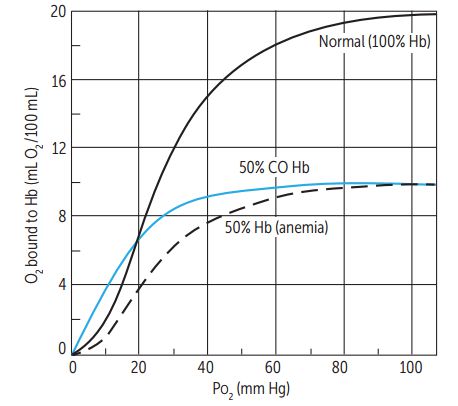 20
16
12
8
4
0
O₂ bound to Hb (mL O₂/100 mL)
Normal (100% Hb)
50% CO Hb
50% Hb (anemia)
0 20 40 60 80 100
PO₂ (mm Hg)